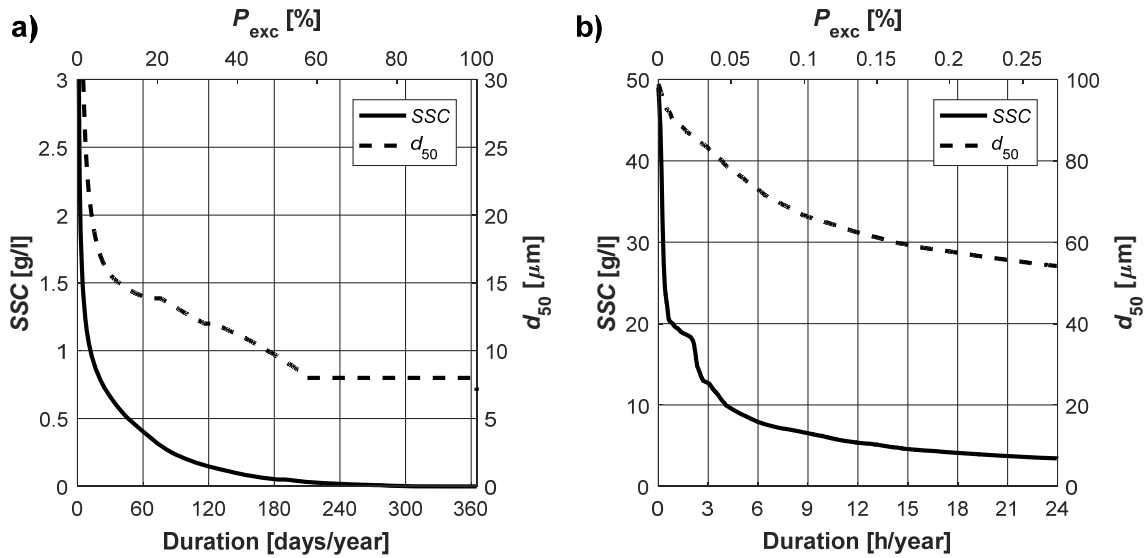 a)
P_exc [%]
0 20 40 60 80 100
3 30
2.5 25
2 20
1.5 15
1 10
0.5 5
0 0
SSC
d_50
SSC [g/l]
d_50 [μm]
0 60 120 180 240 300 360
Duration [days/year]
b)
P_exc [%]
0 0.05 0.1 0.15 0.2 0.25
50 100
40 80
30 60
20 40
10 20
0 0
SSC
d_50
SSC [g/l]
d_50 [μm]
0 3 6 9 12 15 18 21 24
Duration [h/year]